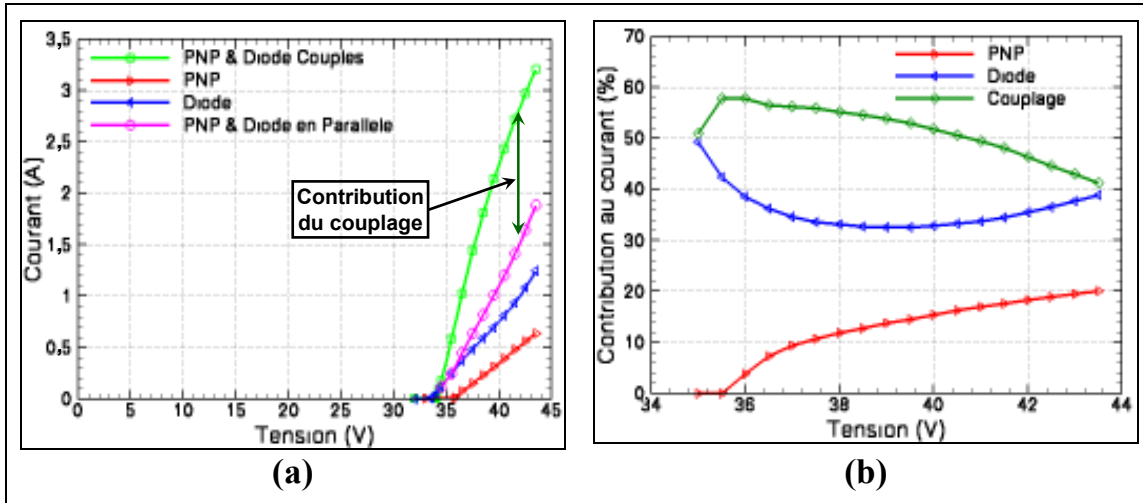 3,5
3
2,5
2
1,5
1
0,5
0
Courant (A)
PNP & Diode Couples
PNP
Diode
PNP & Diode en Parallele
Contribution
du couplage
0 5 10 15 20 25 30 35 40 45
Tension (V)
(a)
70
60
50
40
30
20
10
0
Contribution au courant (%)
PNP
Diode
Couplage
34 36 38 40 42 44
Tension (V)
(b)